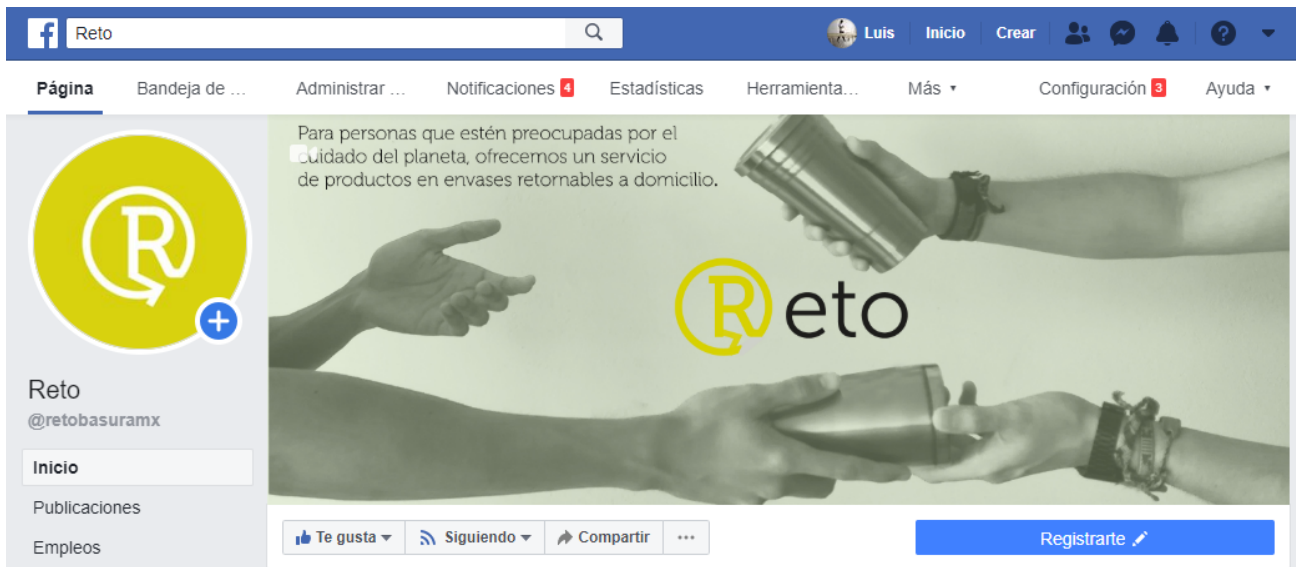 Reto
Luis
Inicio
Crear
Página
Bandeja de ...
Administrar ...
Notificaciones 4
Estadísticas
Herramienta...
Más
Configuración 3
Ayuda
Para personas que estén preocupadas por el
cuidado del planeta, ofrecemos un servicio
de productos en envases retornables a domicilio.
R
Reto
Reto
@retobasuramx
Inicio
Publicaciones
Empleos
Te gusta
Siguiendo
Compartir
Registrarte